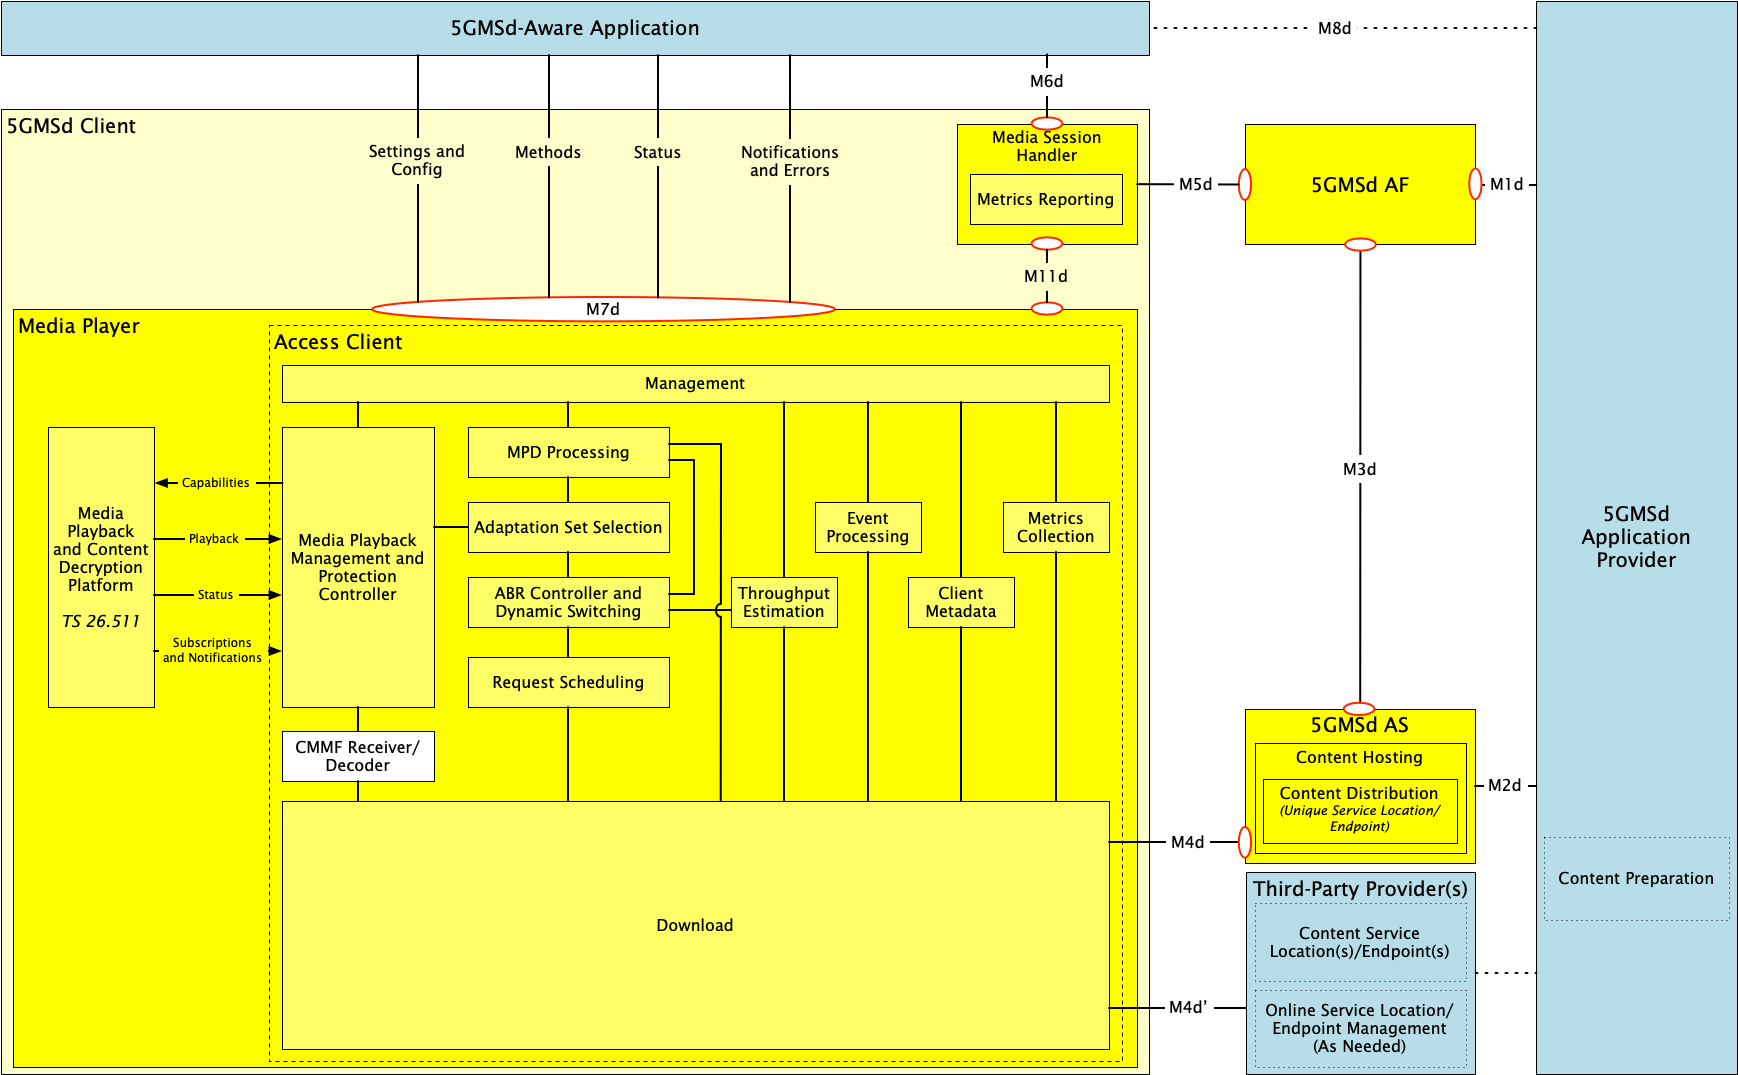 5GMSd-Aware Application
M8d
M6d
5GMSd Client
Settings and
Config
Methods
Status
Notifications
and Errors
Media Session
Handler
Metrics Reporting
M5d
5GMSd AF
M1d
M11d
M7d
Media Player
Access Client
Management
Media
Playback
and Content
Decryption
Platform
TS 26.511
Capabilities
Playback
Status
Subscriptions
and Notifications
Media Playback
Management and
Protection
Controller
MPD Processing
Adaptation Set Selection
ABR Controller and
Dynamic Switching
Request Scheduling
Throughput
Estimation
Event
Processing
Client
Metadata
Metrics
Collection
CMMF Receiver/
Decoder
Download
M3d
5GMSd
Application
Provider
5GMSd AS
Content Hosting
Content Distribution
(Unique Service Location/
Endpoint)
M2d
M4d
Content Preparation
Third-Party Provider(s)
Content Service
Location(s)/Endpoint(s)
M4d’
Online Service Location/
Endpoint Management
(As Needed)